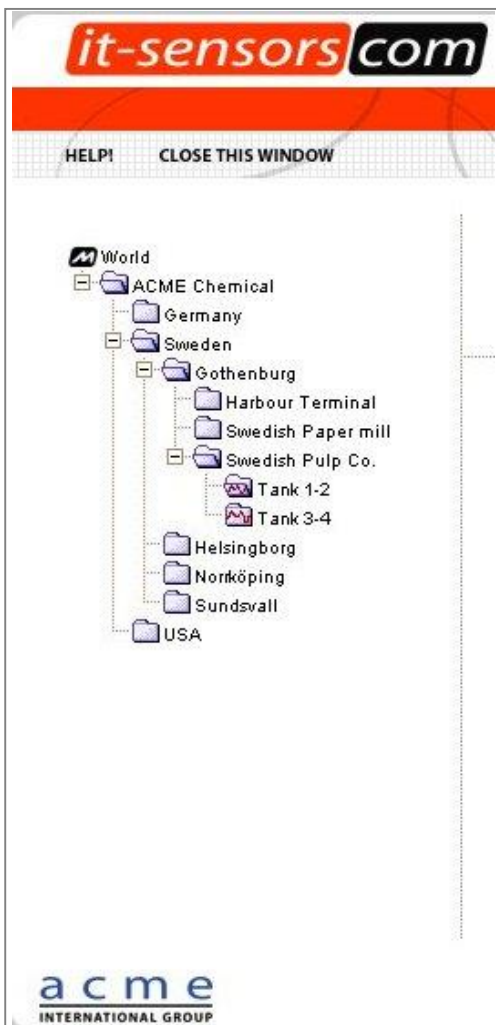 it-sensors com
HELP! CLOSE THIS WINDOW
World
ACME Chemical
Germany
Sweden
Gothenburg
Harbour Terminal
Swedish Paper mill
Swedish Pulp Co.
Tank 1-2
Tank 3-4
Helsingborg
Norrköping
Sundsvall
USA
acme
INTERNATIONAL GROUP